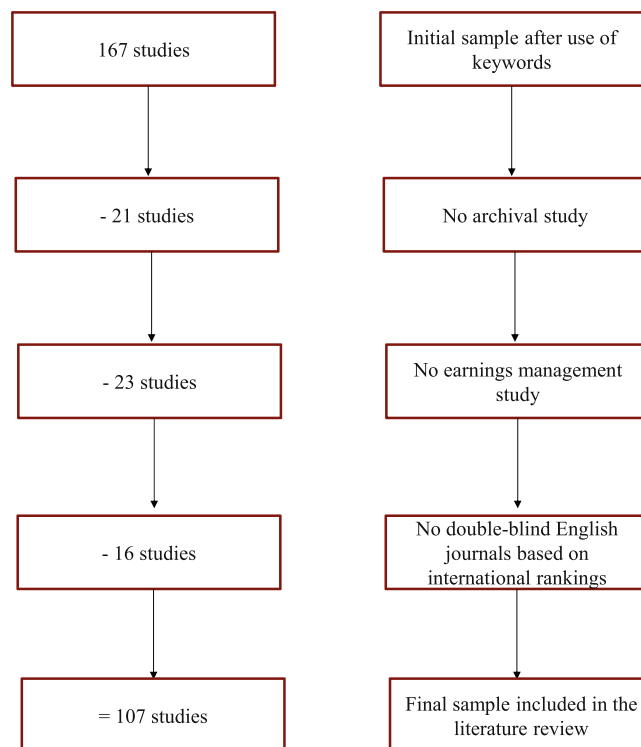 167 studies
Initial sample after use of
keywords
- 21 studies
No archival study
- 23 studies
No earnings management
study
- 16 studies
No double-blind English
journals based on
international rankings
= 107 studies
Final sample included in the
literature review